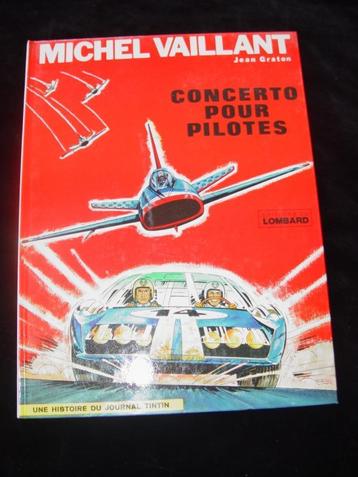 MICHEL VAILLANT
Jean Graton
CONCERTO
POUR
PILOTES
LOMBARD
14
UNE HISTOIRE DU JOURNAL TINTIN